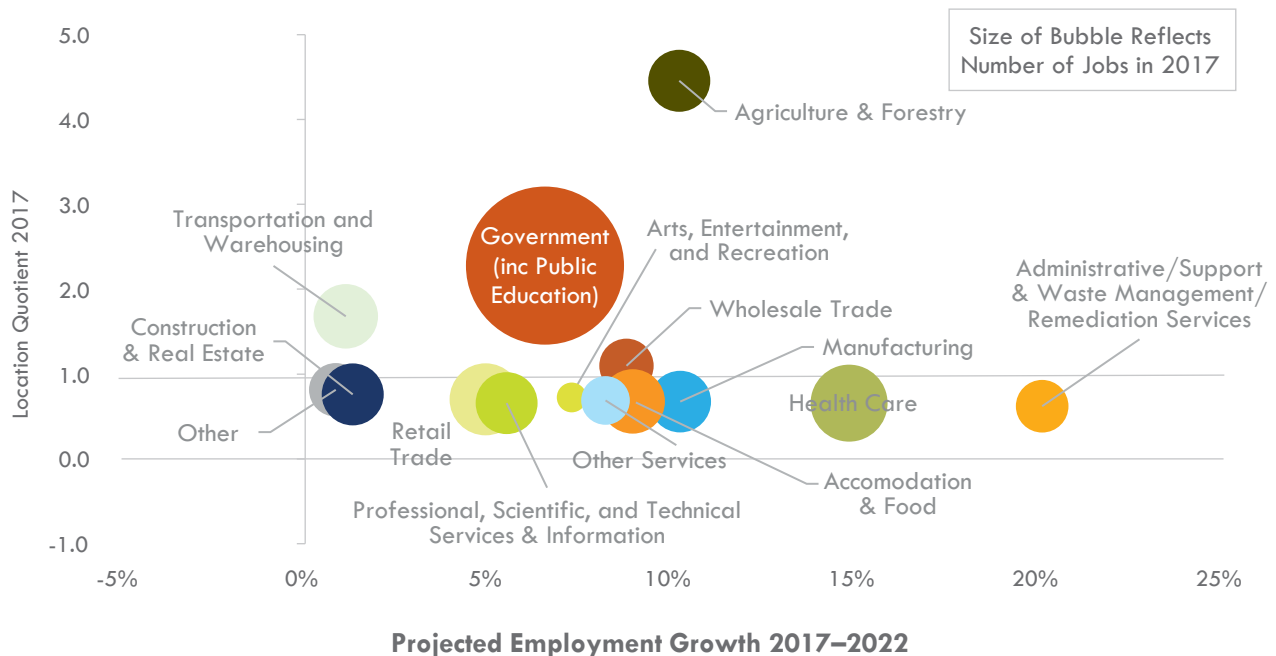 Size of Bubble Reflects
Number of Jobs in 2017
5.0
4.0
3.0
2.0
1.0
0.0
-1.0
Location Quotient 2017
Agriculture & Forestry
Transportation and
Warehousing
Government
(inc Public
Education)
Arts, Entertainment,
and Recreation
Administrative/Support
& Waste Management/
Remediation Services
Wholesale Trade
Construction
& Real Estate
Manufacturing
Health Care
Other
Retail
Trade
Other Services
Accomodation
& Food
Professional, Scientific, and Technical
Services & Information
-5%
0%
5%
10%
15%
20%
25%
Projected Employment Growth 2017–2022